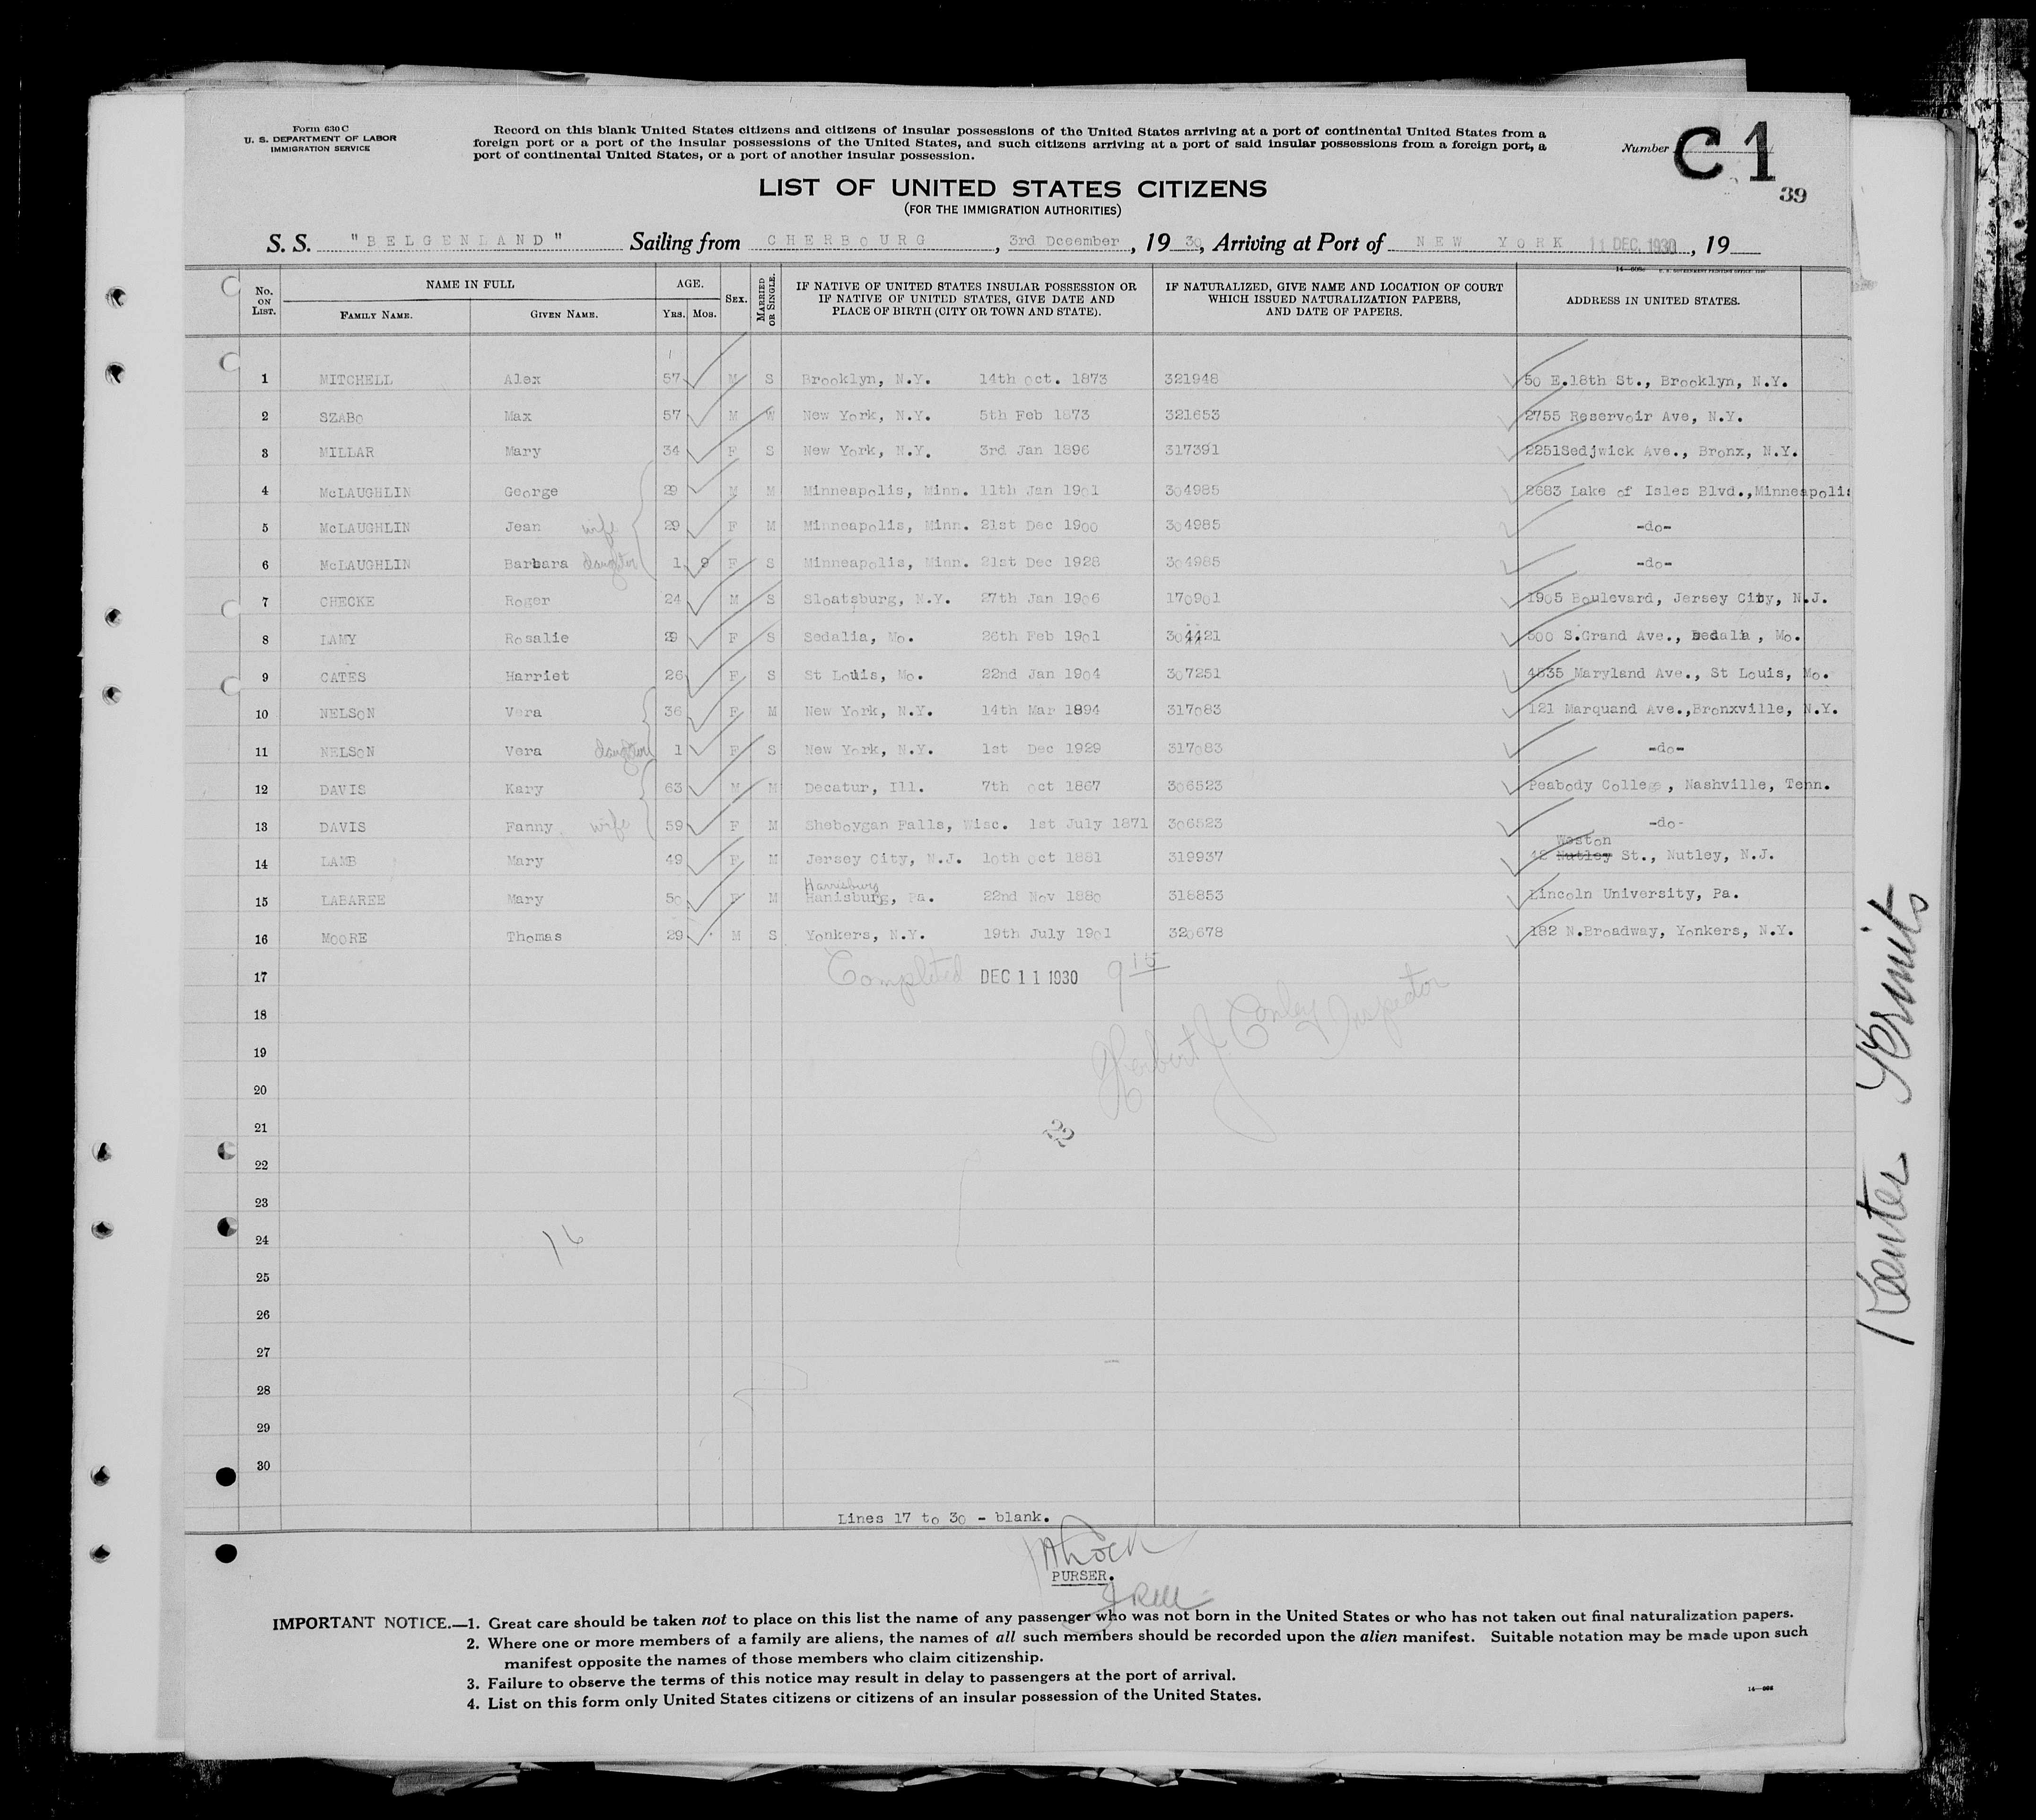 Form 630 C
U. S. DEPARTMENT OF LABOR
IMMIGRATION SERVICE
Record on this blank United States citizens and citizens of insular possessions of the United States arriving at a port of continental United States from a
foreign port or a port of the insular possessions of the United States, and such citizens arriving at a port of said insular possessions from a foreign port, a
port of continental United States, or a port of another insular possession.
Number C 1
39
LIST OF UNITED STATES CITIZENS
(FOR THE IMMIGRATION AUTHORITIES)
S. S. "BELGENLAND" Sailing from CHERBOURG, 3rd December, 1930, Arriving at Port of NEW YORK 11 DEC. 1930, 19
No. ON LIST. NAME IN FULL FAMILY NAME. GIVEN NAME. AGE. YRS. MOS. SEX. MARRIED OR SINGLE. IF NATIVE OF UNITED STATES INSULAR POSSESSION OR IF NATIVE OF UNITED STATES, GIVE DATE AND PLACE OF BIRTH (CITY OR TOWN AND STATE). IF NATURALIZED, GIVE NAME AND LOCATION OF COURT WHICH ISSUED NATURALIZATION PAPERS, AND DATE OF PAPERS. ADDRESS IN UNITED STATES.
1 MITCHELL Alex 57 M S Brooklyn, N.Y. 14th oct. 1873 321948 50 E.18th St., Brooklyn, N.Y.
2 SZABO Max 57 M W New York, N.Y. 5th Feb 1873 321653 2755 Reservoir Ave, N.Y.
3 MILLAR Mary 34 F S New York, N.Y. 3rd Jan 1896 317391 2251Sedjwick Ave., Bronx, N.Y.
4 McLAUGHLIN George 29 M M Minneapolis, Minn. 11th Jan 1901 304985 2683 Lake of Isles Blvd.,Minneapolis
5 McLAUGHLIN Jean wife 29 F M Minneapolis, Minn. 21st Dec 1900 304985 -do-
6 McLAUGHLIN Barbara daughter 1 9 F S Minneapolis, Minn. 21st Dec 1928 304985 -do-
7 CHECKE Roger 24 M S Sloatsburg, N.Y. 27th Jan 1906 170901 1905 Boulevard, Jersey City, N.J.
8 LAMY Rosalie 29 F S Sedalia, Mo. 26th Feb 1901 304421 500 S.Grand Ave., Sedalia, Mo.
9 CATES Harriet 26 F S St Louis, Mo. 22nd Jan 1904 307251 4535 Maryland Ave., St Louis, Mo.
10 NELSON Vera 36 F M New York, N.Y. 14th Mar 1894 317083 121 Marquand Ave.,Bronxville, N.Y.
11 NELSON Vera daughter 1 F S New York, N.Y. 1st Dec 1929 317083 -do-
12 DAVIS Kary 63 M M Decatur, Ill. 7th oct 1867 306523 Peabody College, Nashville, Tenn.
13 DAVIS Fanny wife 59 F M Sheboygan Falls, Wisc. 1st July 1871 306523 -do-
Weston
14 LAMB Mary 49 F M Jersey City, N.J. 10th oct 1881 319937 42 Nutley St., Nutley, N.J.
Harrisburg
15 LABAREE Mary 50 F M Hanisburg, Pa. 22nd Nov 1880 318853 Lincoln University, Pa.
16 MOORE Thomas 29 M S Yonkers, N.Y. 19th July 1901 320678 182 N.Broadway, Yonkers, N.Y.
17 Completed DEC 11 1930 9 15
18 Herbert J. Conley Inspector
19
20
21
22
22
23
24 16
25
26
27
28
29
30
Lines 17 to 30 - blank.
PURSER.
IMPORTANT NOTICE.—1. Great care should be taken not to place on this list the name of any passenger who was not born in the United States or who has not taken out final naturalization papers.
2. Where one or more members of a family are aliens, the names of all such members should be recorded upon the alien manifest. Suitable notation may be made upon such
manifest opposite the names of those members who claim citizenship.
3. Failure to observe the terms of this notice may result in delay to passengers at the port of arrival.
4. List on this form only United States citizens or citizens of an insular possession of the United States.
Permits